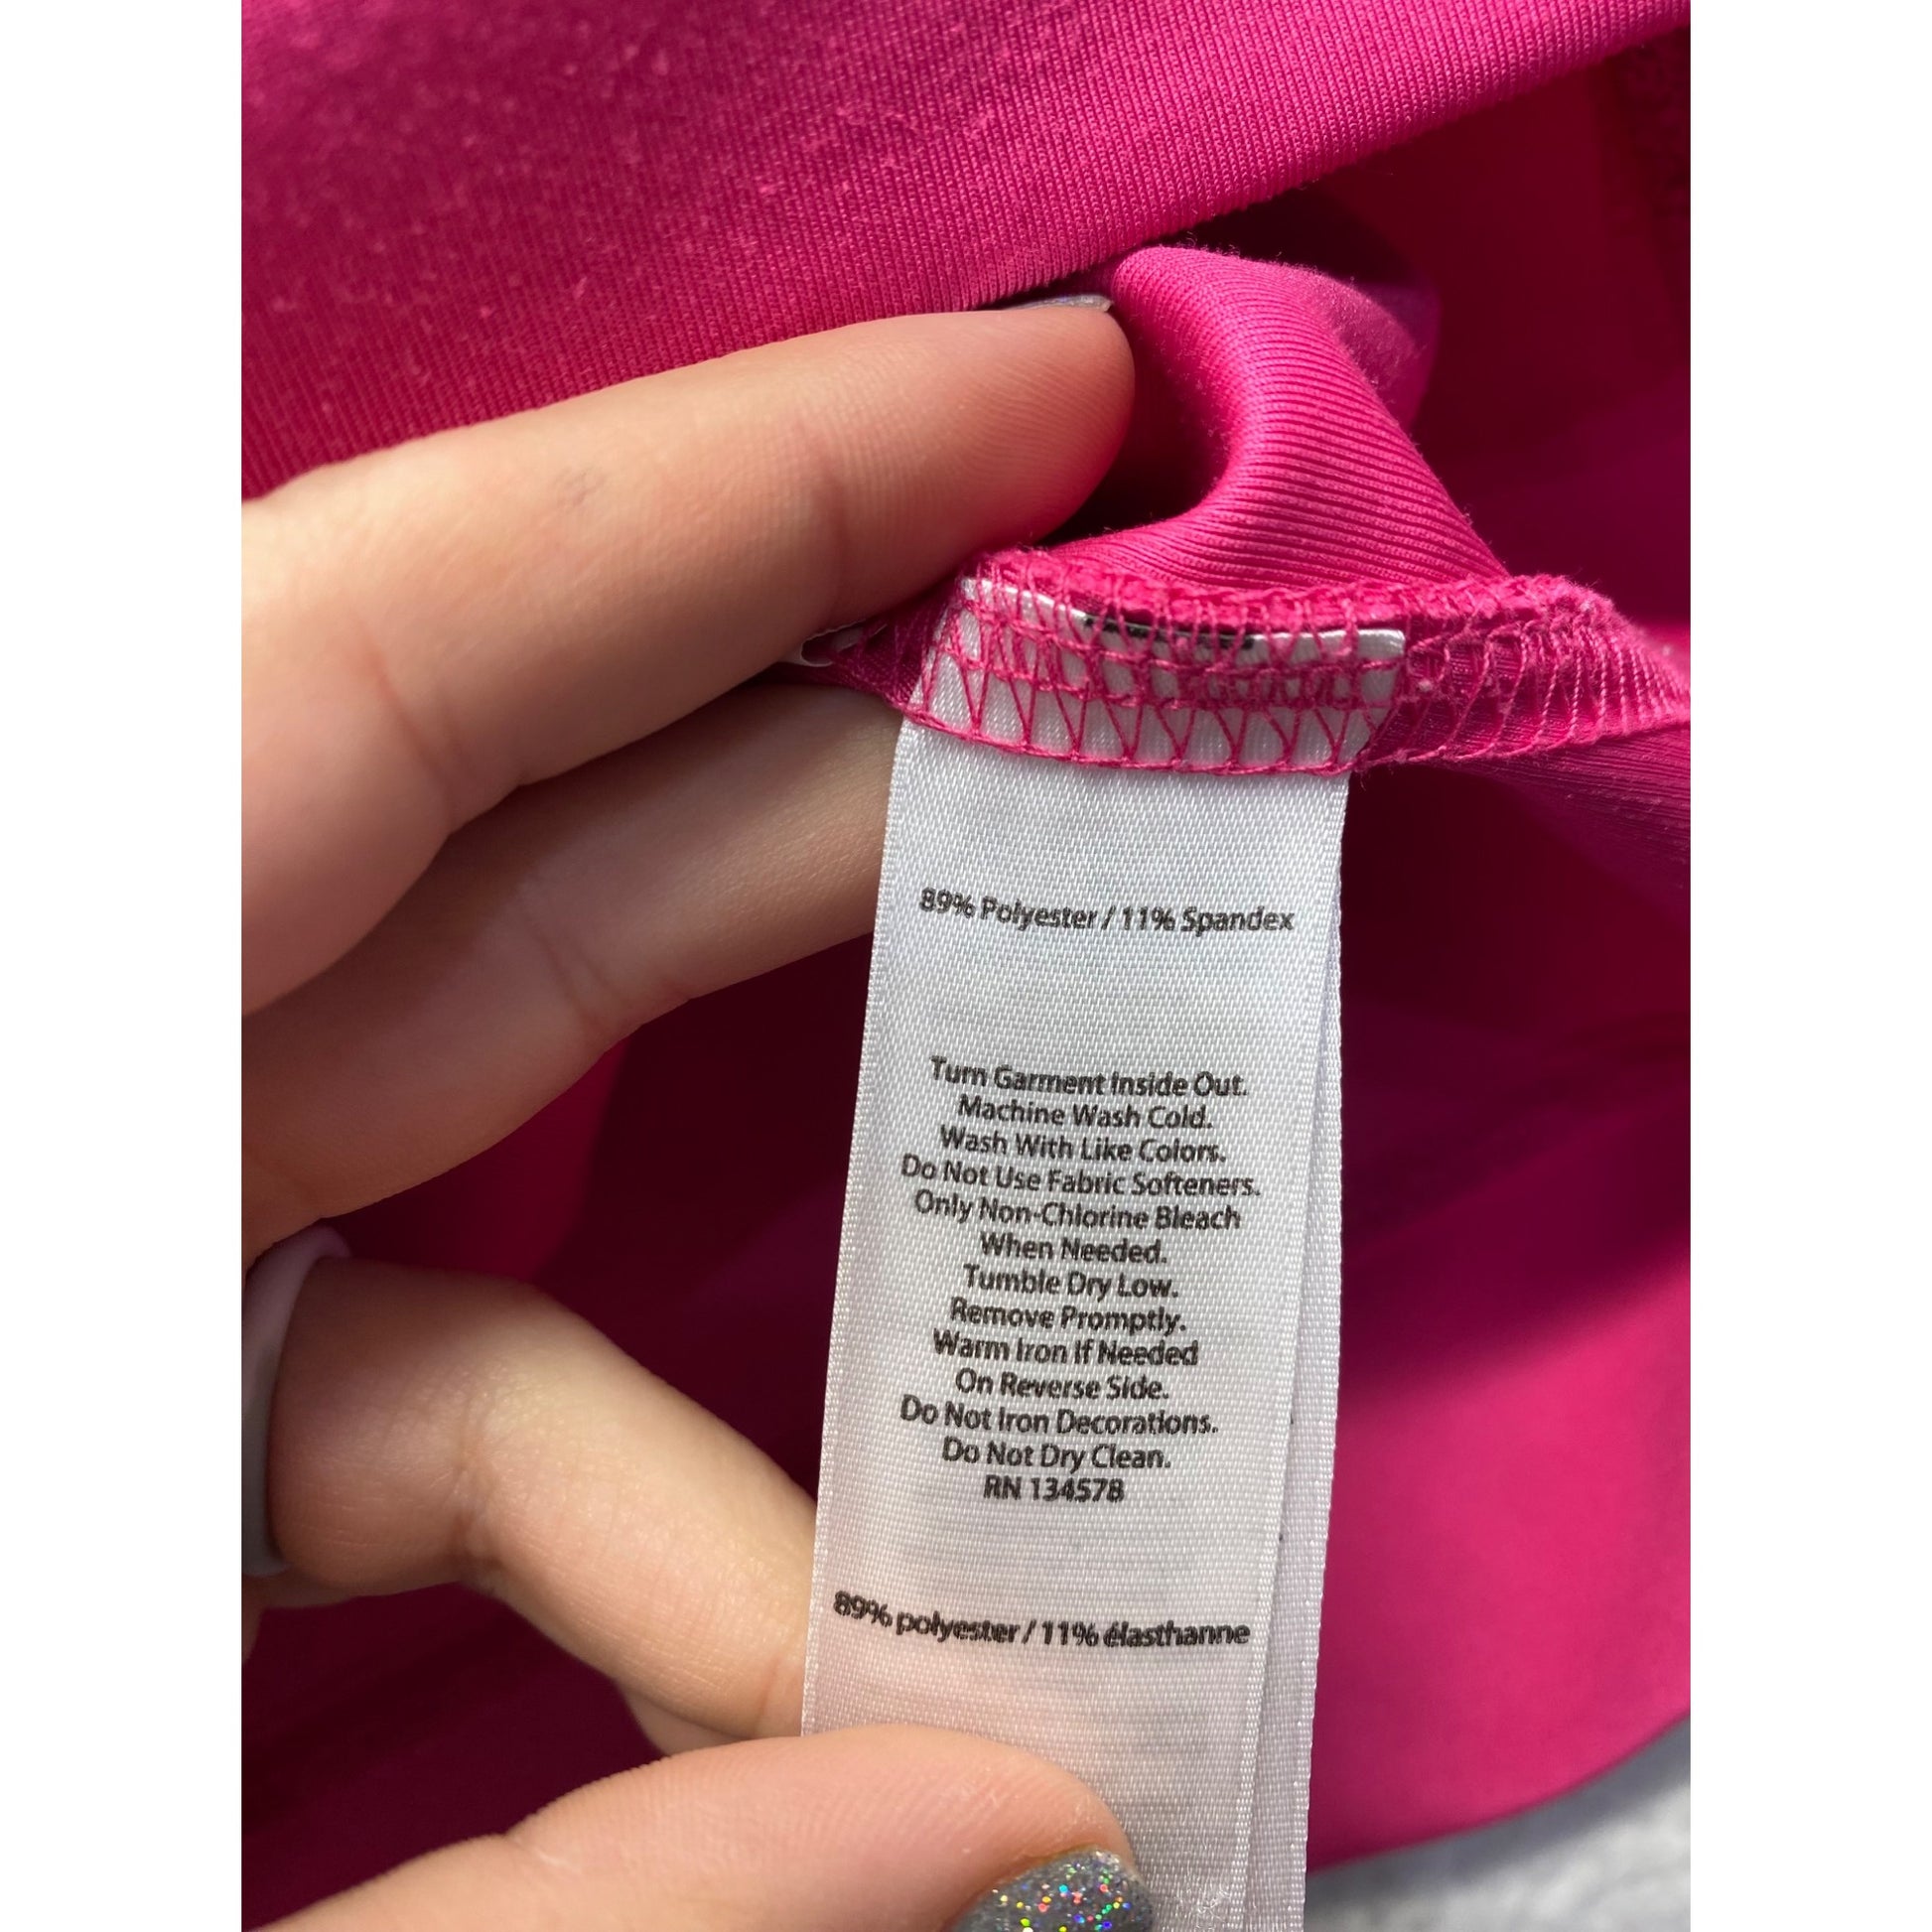 89% Polyester / 11% Spandex
Turn Garment Inside Out.
Machine Wash Cold.
Wash With Like Colors.
Do Not Use Fabric Softeners.
Only Non-Chlorine Bleach
When Needed.
Tumble Dry Low.
Remove Promptly.
Warm Iron If Needed
On Reverse Side.
Do Not Iron Decorations.
Do Not Dry Clean.
RN 134578
89% polyester / 11% élasthanne